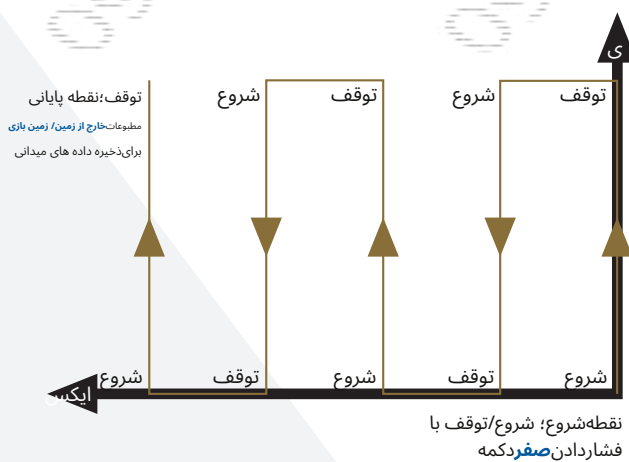 ی
توقف
شروع
توقف
شروع
توقف؛نقطه پایانی
مطبوعاتخارج از زمین/ زمین بازی
برایذخیره داده های میدانی
شروع
توقف
شروع
توقف
شروع
ایکس
نقطهشروع؛ شروع/توقف با
فشاردادنصفردکمه